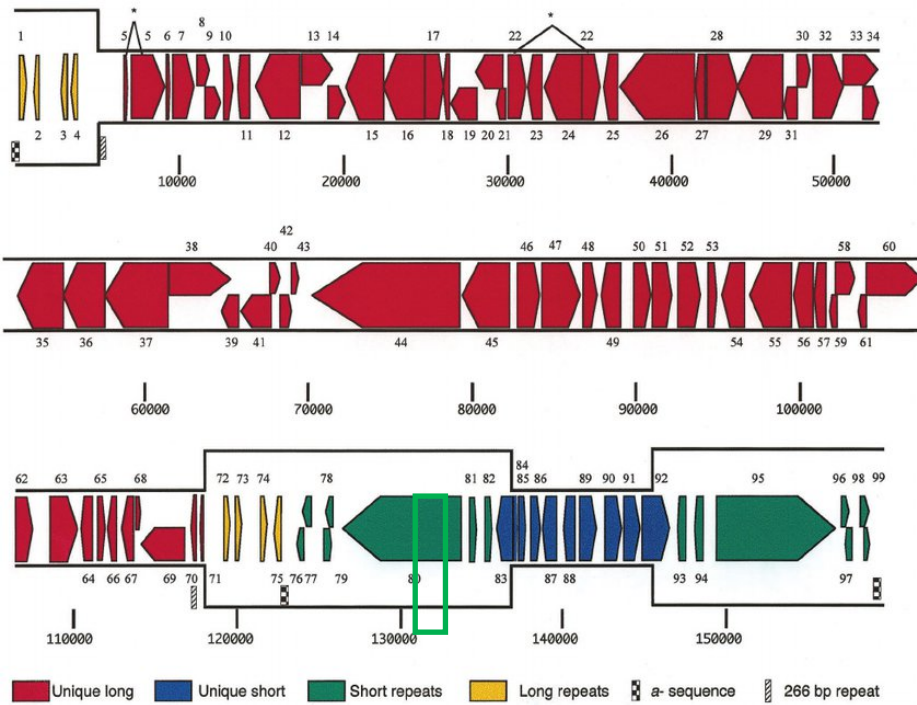 * *
8
1 5 5 6 7 9 10 13 14 17 22 22 28 30 32 33 34
2 3 4 11 12 15 16 18 19 20 21 23 24 25 26 27 29 31
10000 20000 30000 40000 50000
42
38 40 43 46 47 48 50 51 52 53 58 60
35 36 37 39 41 44 45 49 54 55 56 57 59 61
60000 70000 80000 90000 100000
84
62 63 65 68 72 73 74 78 81 82 85 86 89 90 91 92 95 96 98 99
64 66 67 69 70 71 75 76 77 79 80 83 87 88 93 94 97
110000 120000 130000 140000 150000
Unique long Unique short Short repeats Long repeats a- sequence 266 bp repeat